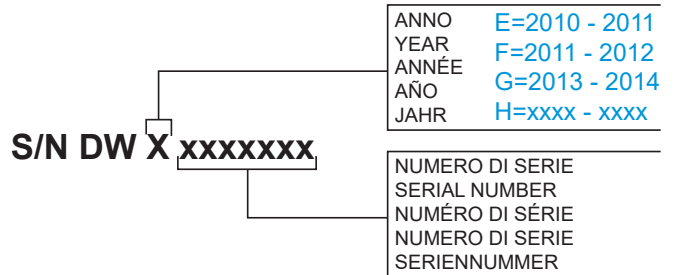 ANNO
YEAR
ANNÉE
AÑO
JAHR
E=2010 - 2011
F=2011 - 2012
G=2013 - 2014
H=xxxx - xxxx
S/N DW X xxxxxxx
NUMERO DI SERIE
SERIAL NUMBER
NUMÉRO DI SÉRIE
NUMERO DI SERIE
SERIENNUMMER